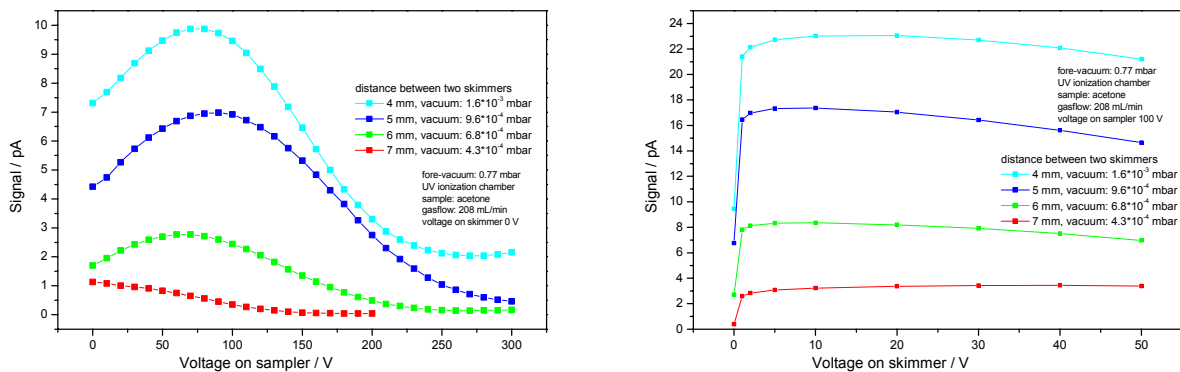 10
9
8
7
6
5
4
3
2
1
0
Signal / pA
distance between two skimmers
4 mm, vacuum: 1.6*10⁻³ mbar
5 mm, vacuum: 9.6*10⁻⁴ mbar
6 mm, vacuum: 6.8*10⁻⁴ mbar
7 mm, vacuum: 4.3*10⁻⁴ mbar
fore-vacuum: 0.77 mbar
UV ionization chamber
sample: acetone
gasflow: 208 mL/min
voltage on skimmer 0 V
0 50 100 150 200 250 300
Voltage on sampler / V
24
22
20
18
16
14
12
10
8
6
4
2
0
Signal / pA
fore-vacuum: 0.77 mbar
UV ionization chamber
sample: acetone
gasflow: 208 mL/min
voltage on sampler 100 V
distance between two skimmers
4 mm, vacuum: 1.6*10⁻³ mbar
5 mm, vacuum: 9.6*10⁻⁴ mbar
6 mm, vacuum: 6.8*10⁻⁴ mbar
7 mm, vacuum: 4.3*10⁻⁴ mbar
0 10 20 30 40 50
Voltage on skimmer / V